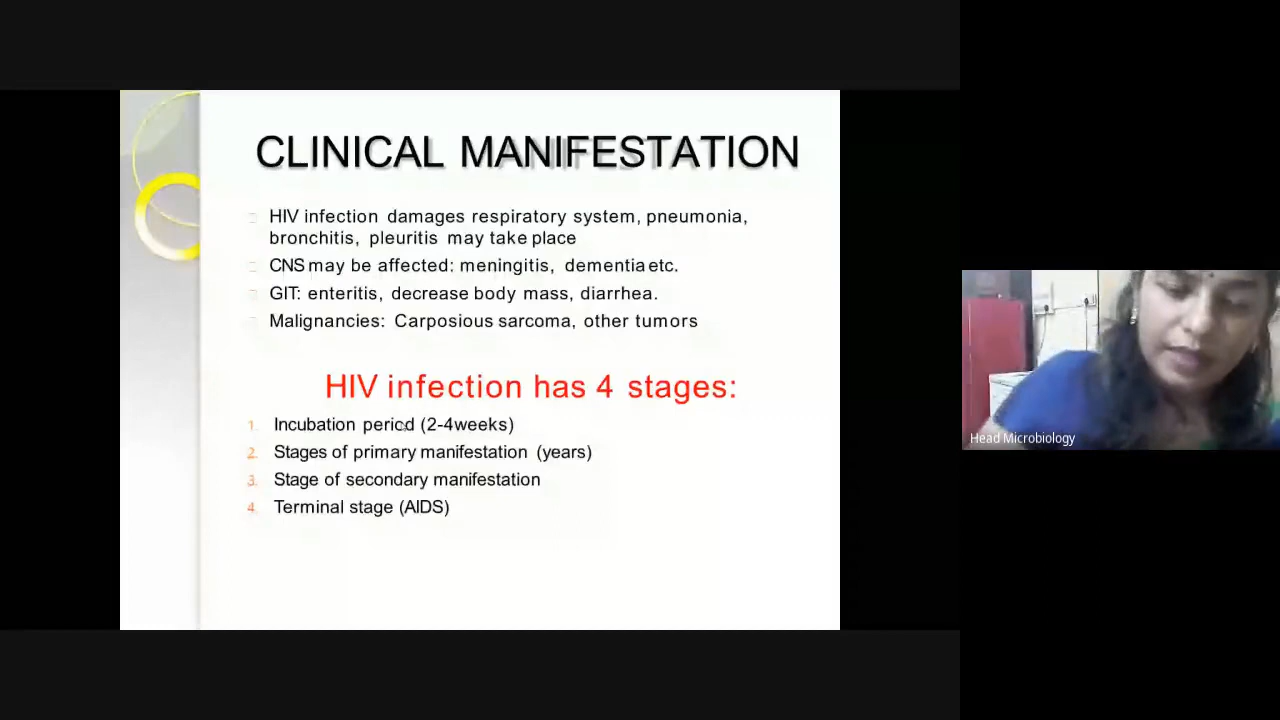 CLINICAL MANIFESTATION
HIV infection damages respiratory system, pneumonia,
bronchitis, pleuritis may take place
CNS may be affected: meningitis, dementia etc.
GIT: enteritis, decrease body mass, diarrhea.
Malignancies: Carposious sarcoma, other tumors
HIV infection has 4 stages:
1. Incubation period (2-4weeks)
2. Stages of primary manifestation (years)
3. Stage of secondary manifestation
4. Terminal stage (AIDS)
Head Microbiology